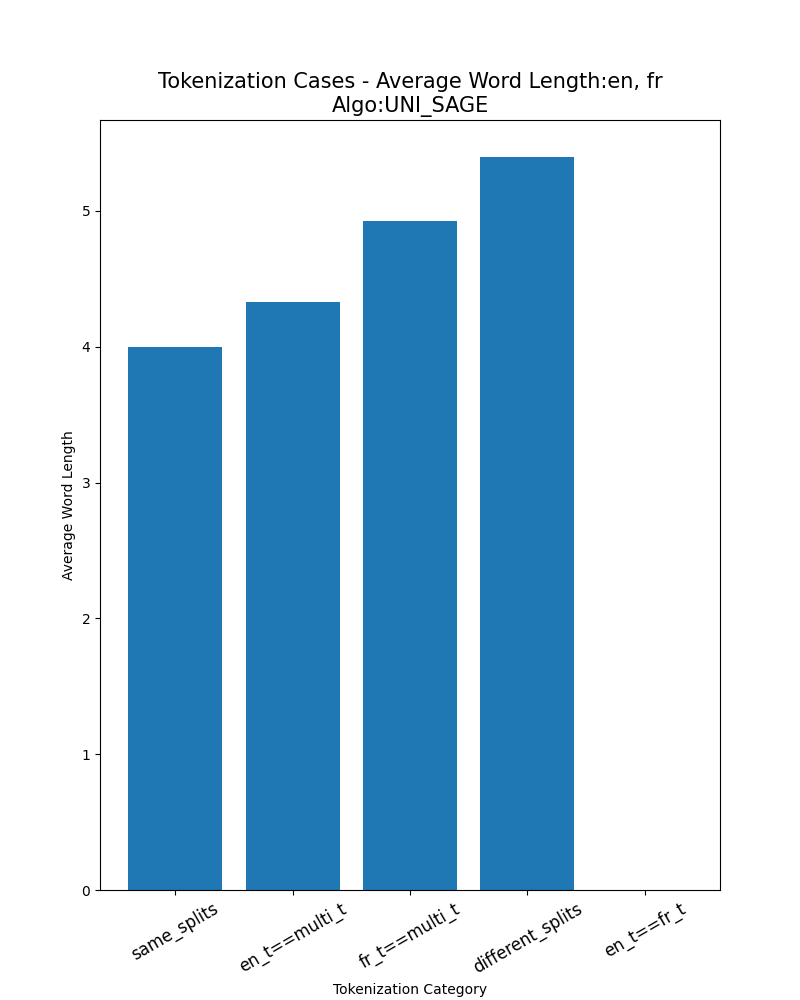 Tokenization Cases - Average Word Length:en, fr
Algo:UNI_SAGE
Average Word Length
5
4
3
2
1
0
same_splits
en_t==multi_t
fr_t==multi_t
different_splits
en_t==fr_t
Tokenization Category